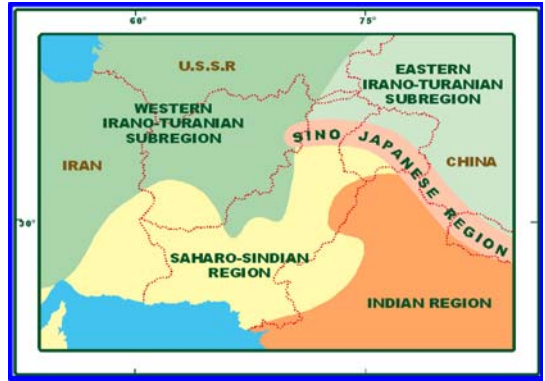 60°
75°
U.S.S.R
EASTERN
IRANO-TURANIAN
SUBREGION
WESTERN
IRANO-TURANIAN
SUBREGION
SINO JAPANESE REGION
IRAN
CHINA
30°
SAHARO-SINDIAN
REGION
INDIAN REGION